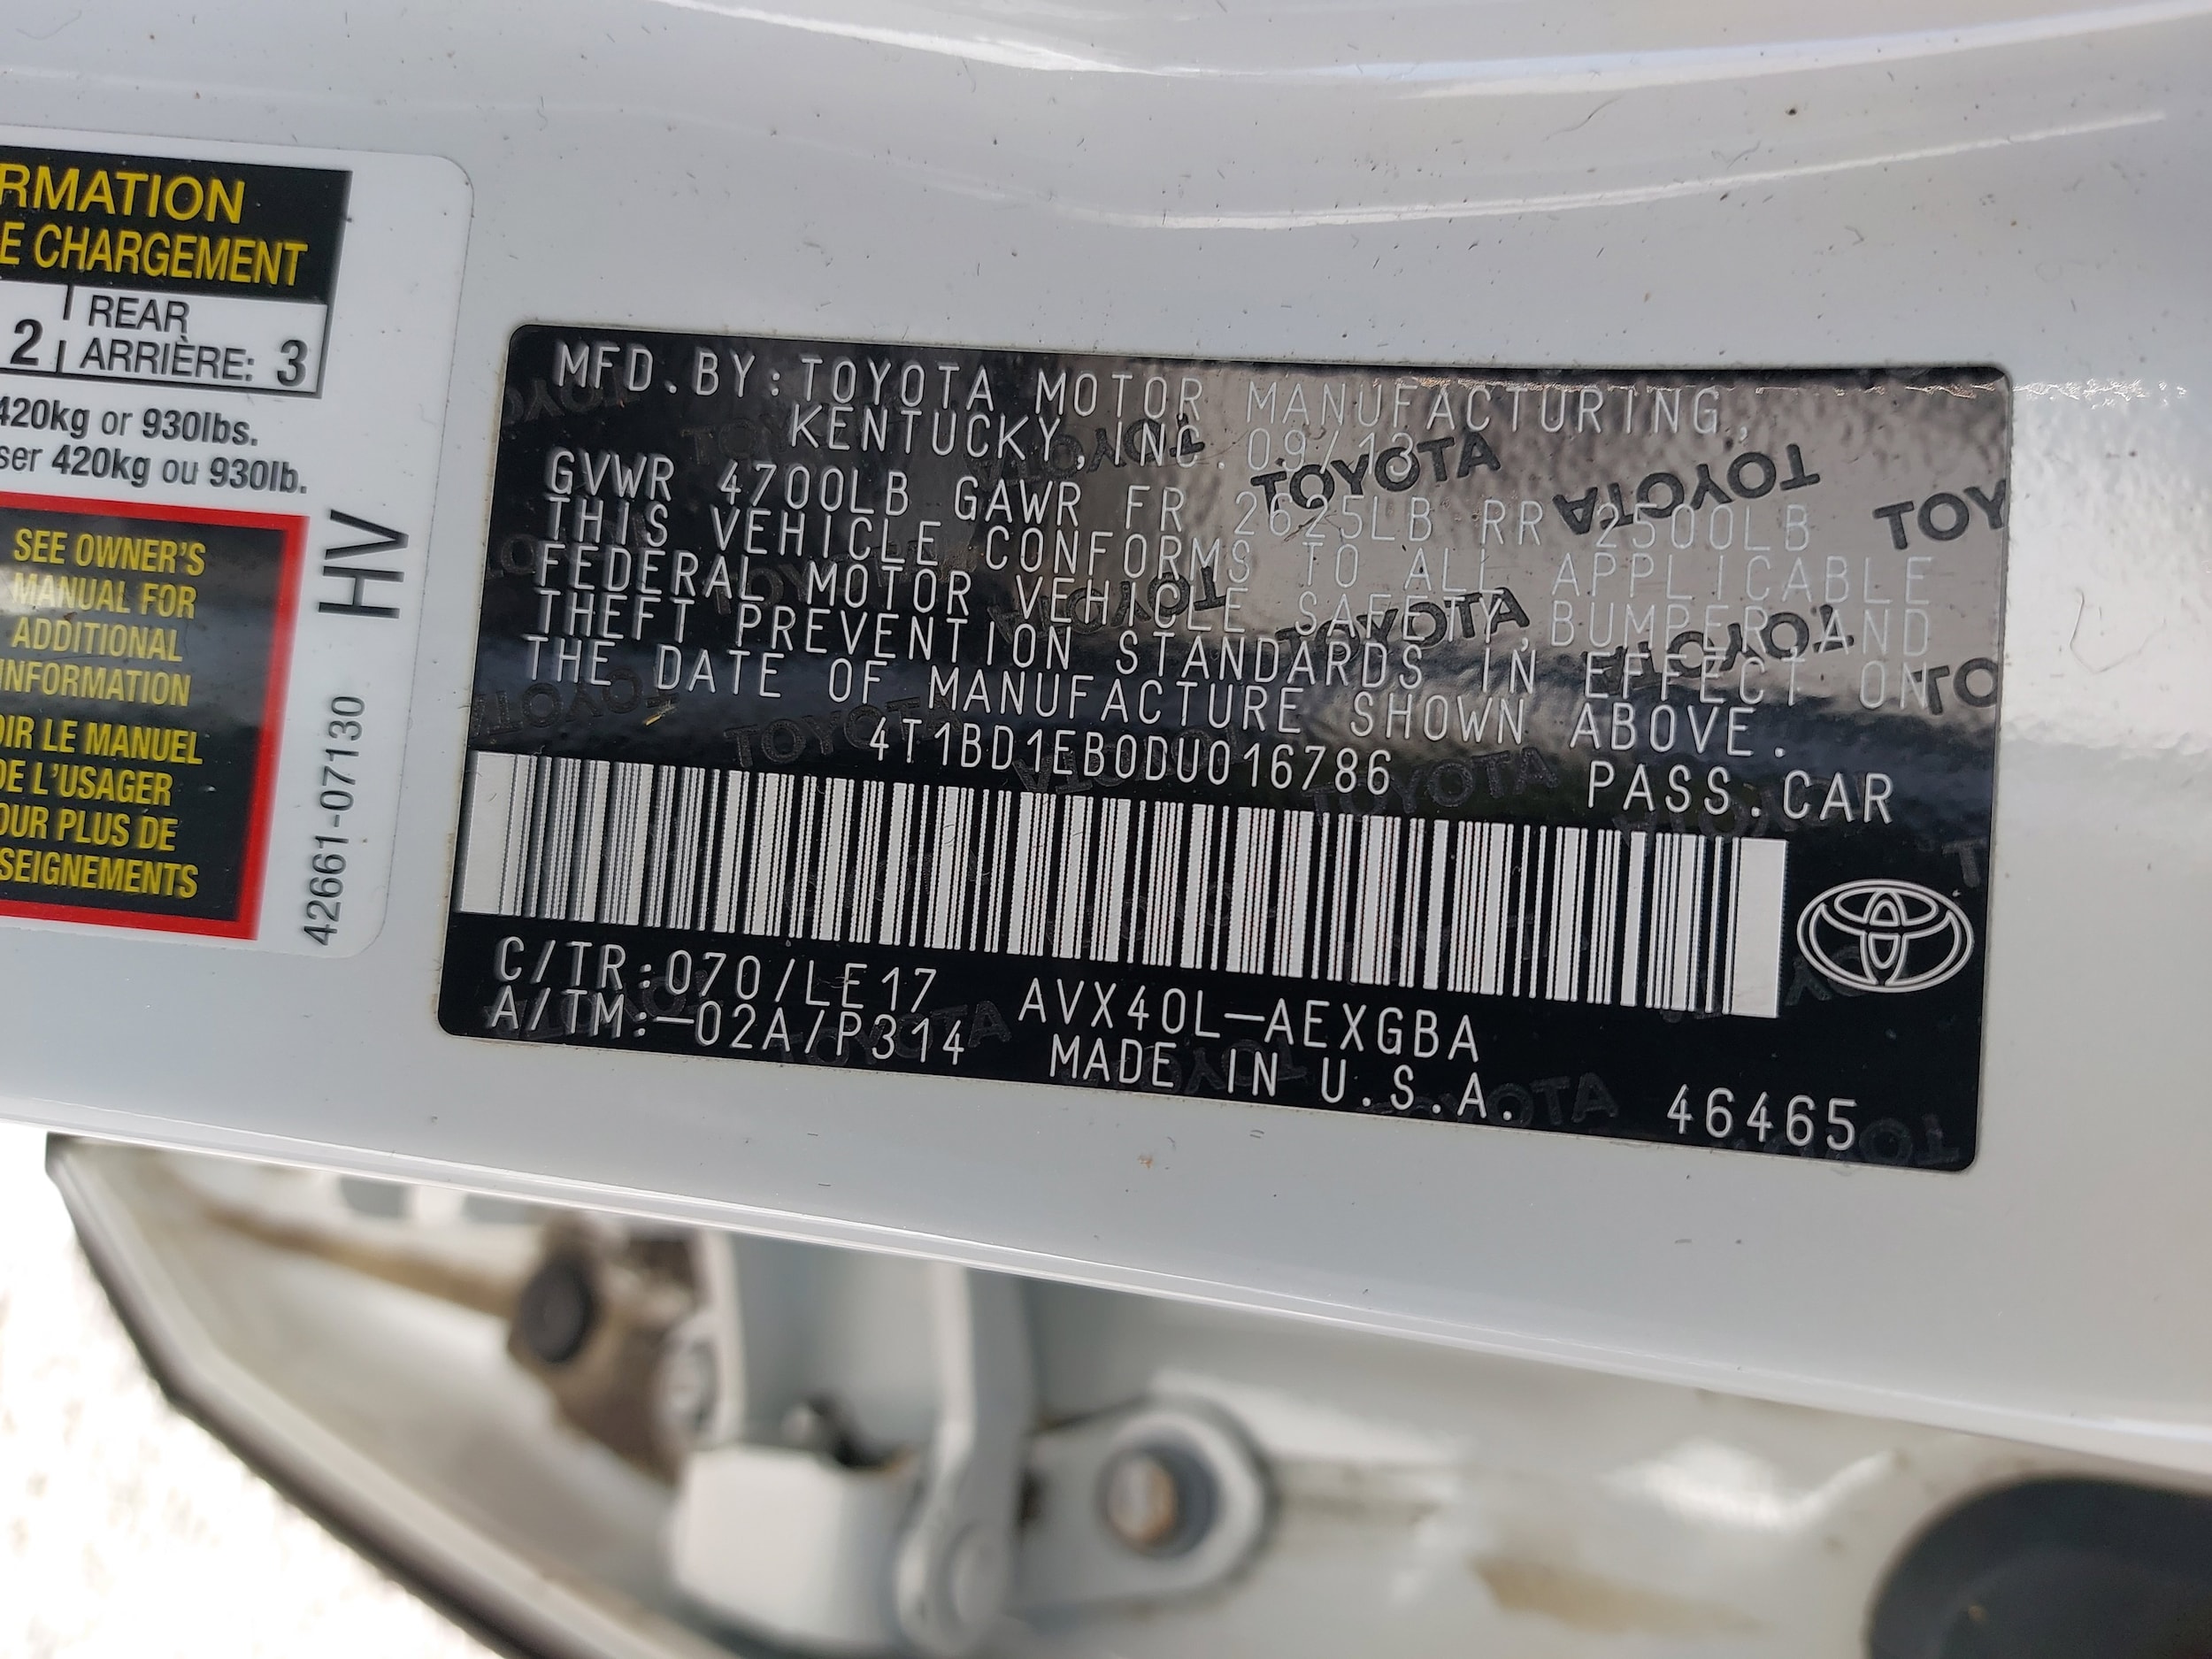 RMATION
E CHARGEMENT
2 | REAR
ARRIÈRE: 3
420kg or 930lbs.
ser 420kg ou 930lb.
SEE OWNER'S
MANUAL FOR
ADDITIONAL
INFORMATION
OIR LE MANUEL
DE L'USAGER
OUR PLUS DE
SEIGNEMENTS
HV
42661-07130
MFD.BY:TOYOTA MOTOR MANUFACTURING,
KENTUCKY,INC.09/13
GVWR 4700LB GAWR FR 2625LB RR 2500LB
THIS VEHICLE CONFORMS TO ALL APPLICABLE
FEDERAL MOTOR VEHICLE SAFETY,BUMPER AND
THEFT PREVENTION STANDARDS IN EFFECT ON
THE DATE OF MANUFACTURE SHOWN ABOVE.
4T1BD1EB0DU016786 PASS.CAR
C/TR:070/LE17 AVX40L-AEXGBA
A/TM:-02A/P314 MADE IN U.S.A. 46465